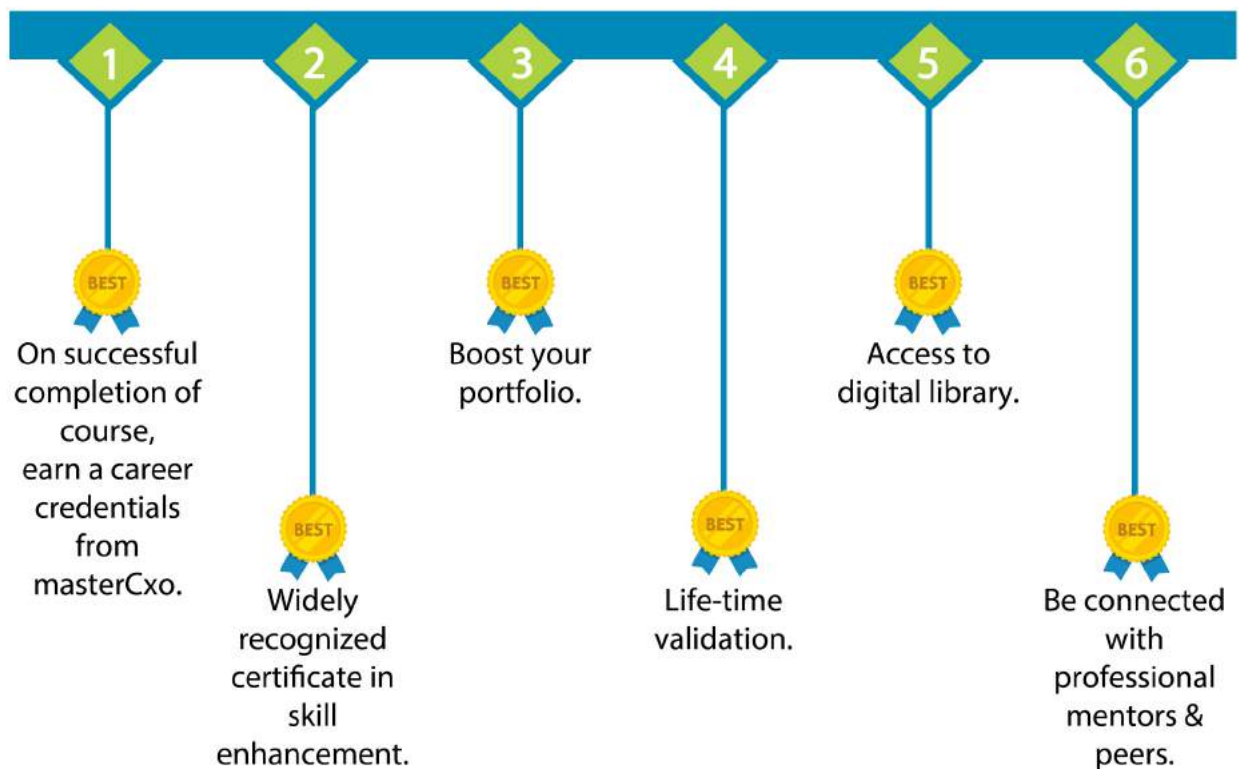 1
BEST
On successful
completion of
course,
earn a career
credentials
from
masterCxo.
2
BEST
Widely
recognized
certificate in
skill
enhancement.
3
BEST
Boost your
portfolio.
4
BEST
Life-time
validation.
5
BEST
Access to
digital library.
6
BEST
Be connected
with
professional
mentors &
peers.